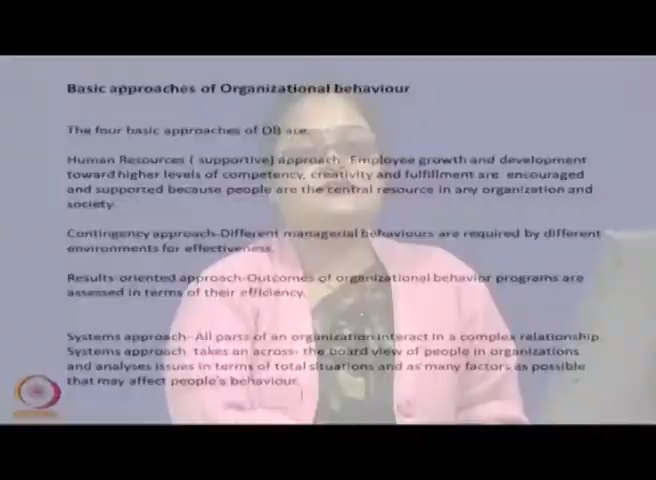 Basic approaches of Organizational behaviour
The four basic approaches of OB are.
Human Resources ( supportive) approach- Employee growth and development
toward higher levels of competency, creativity and fulfillment are encouraged
and supported because people are the central resource in any organization and
society.
Contingency approach-Different managerial behaviours are required by different
environments for effectiveness.
Results-oriented approach-Outcomes of organizational behavior programs are
assessed in terms of their efficiency.
Systems approach- All parts of an organization interact in a complex relationship.
Systems approach takes an across- the board view of people in organizations
and analyses issues in terms of total situations and as many factors as possible
that may affect people's behaviour.